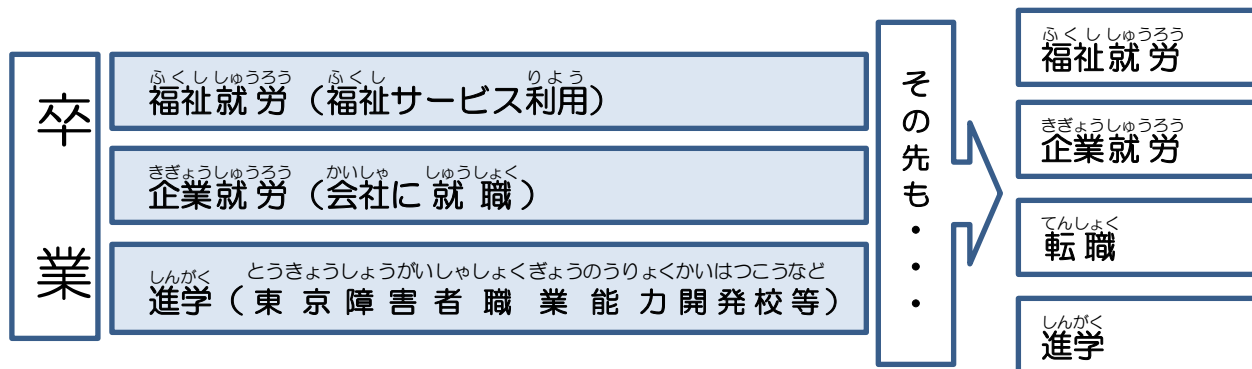 卒業
ふくししゅうろう ふくし りよう
福祉就労（福祉サービス利用）
きぎょうしゅうろう かいしゃ しゅうしょく
企業就労（会社に就職）
しんがく とうきょうしょうがいしゃしょくぎょうのうりょくかいはつこうなど
進学（東京障害者職業能力開発校等）
その先も・・・・
ふくししゅうろう
福祉就労
きぎょうしゅうろう
企業就労
てんしょく
転職
しんがく
進学